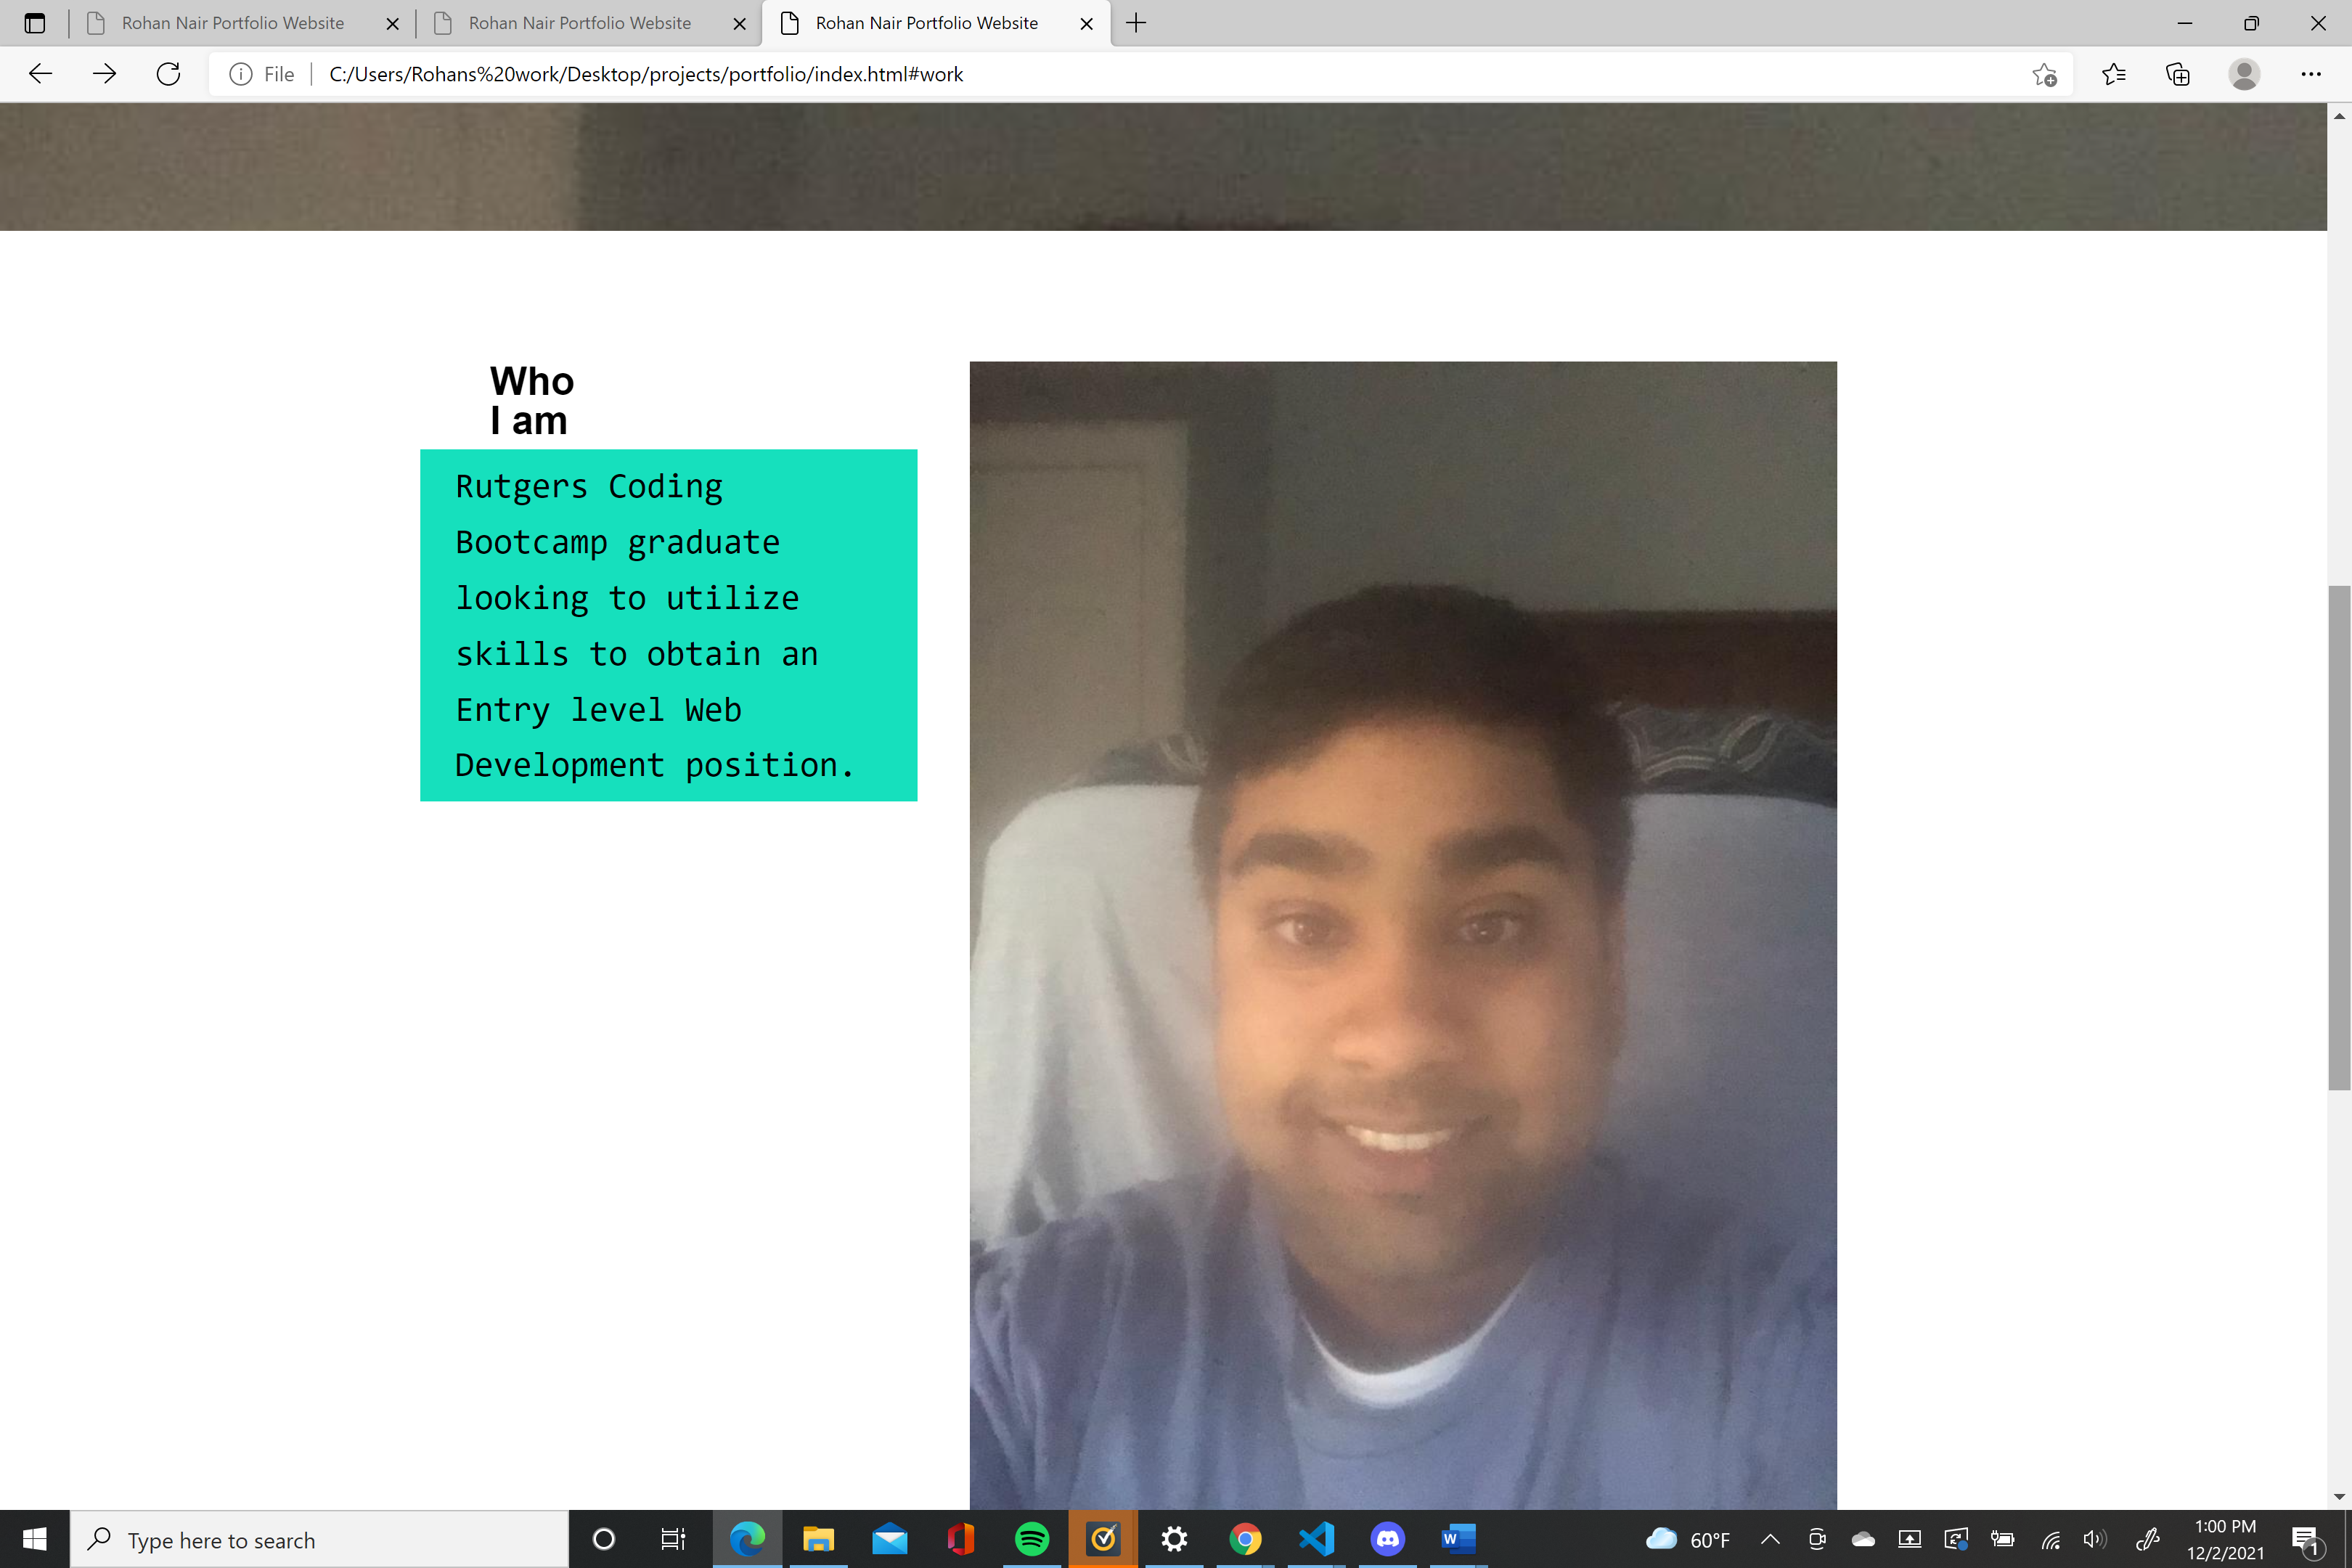 Rohan Nair Portfolio Website
Rohan Nair Portfolio Website
Rohan Nair Portfolio Website
File
C:/Users/Rohans%20work/Desktop/projects/portfolio/index.html#work
Who
I am
Rutgers Coding
Bootcamp graduate
looking to utilize
skills to obtain an
Entry level Web
Development position.
Type here to search
W
60°F
1:00 PM
12/2/2021
1